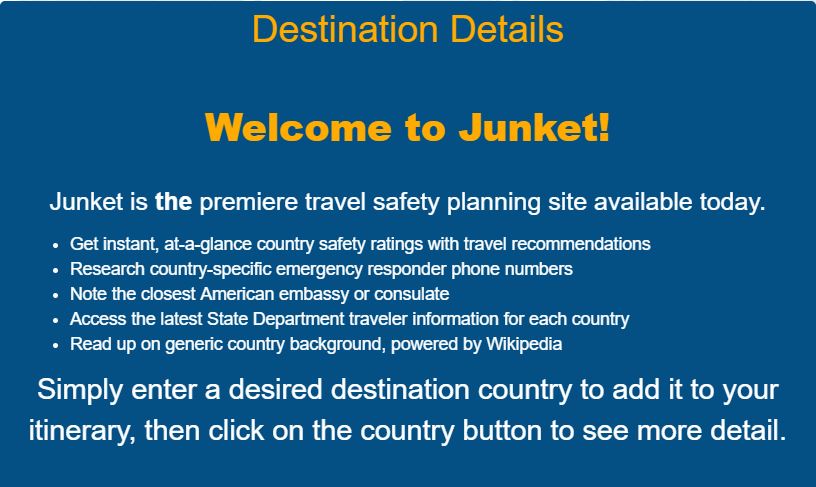 Destination Details
Welcome to Junket!
Junket is the premiere travel safety planning site available today.
• Get instant, at-a-glance country safety ratings with travel recommendations
• Research country-specific emergency responder phone numbers
• Note the closest American embassy or consulate
• Access the latest State Department traveler information for each country
• Read up on generic country background, powered by Wikipedia
Simply enter a desired destination country to add it to your
itinerary, then click on the country button to see more detail.